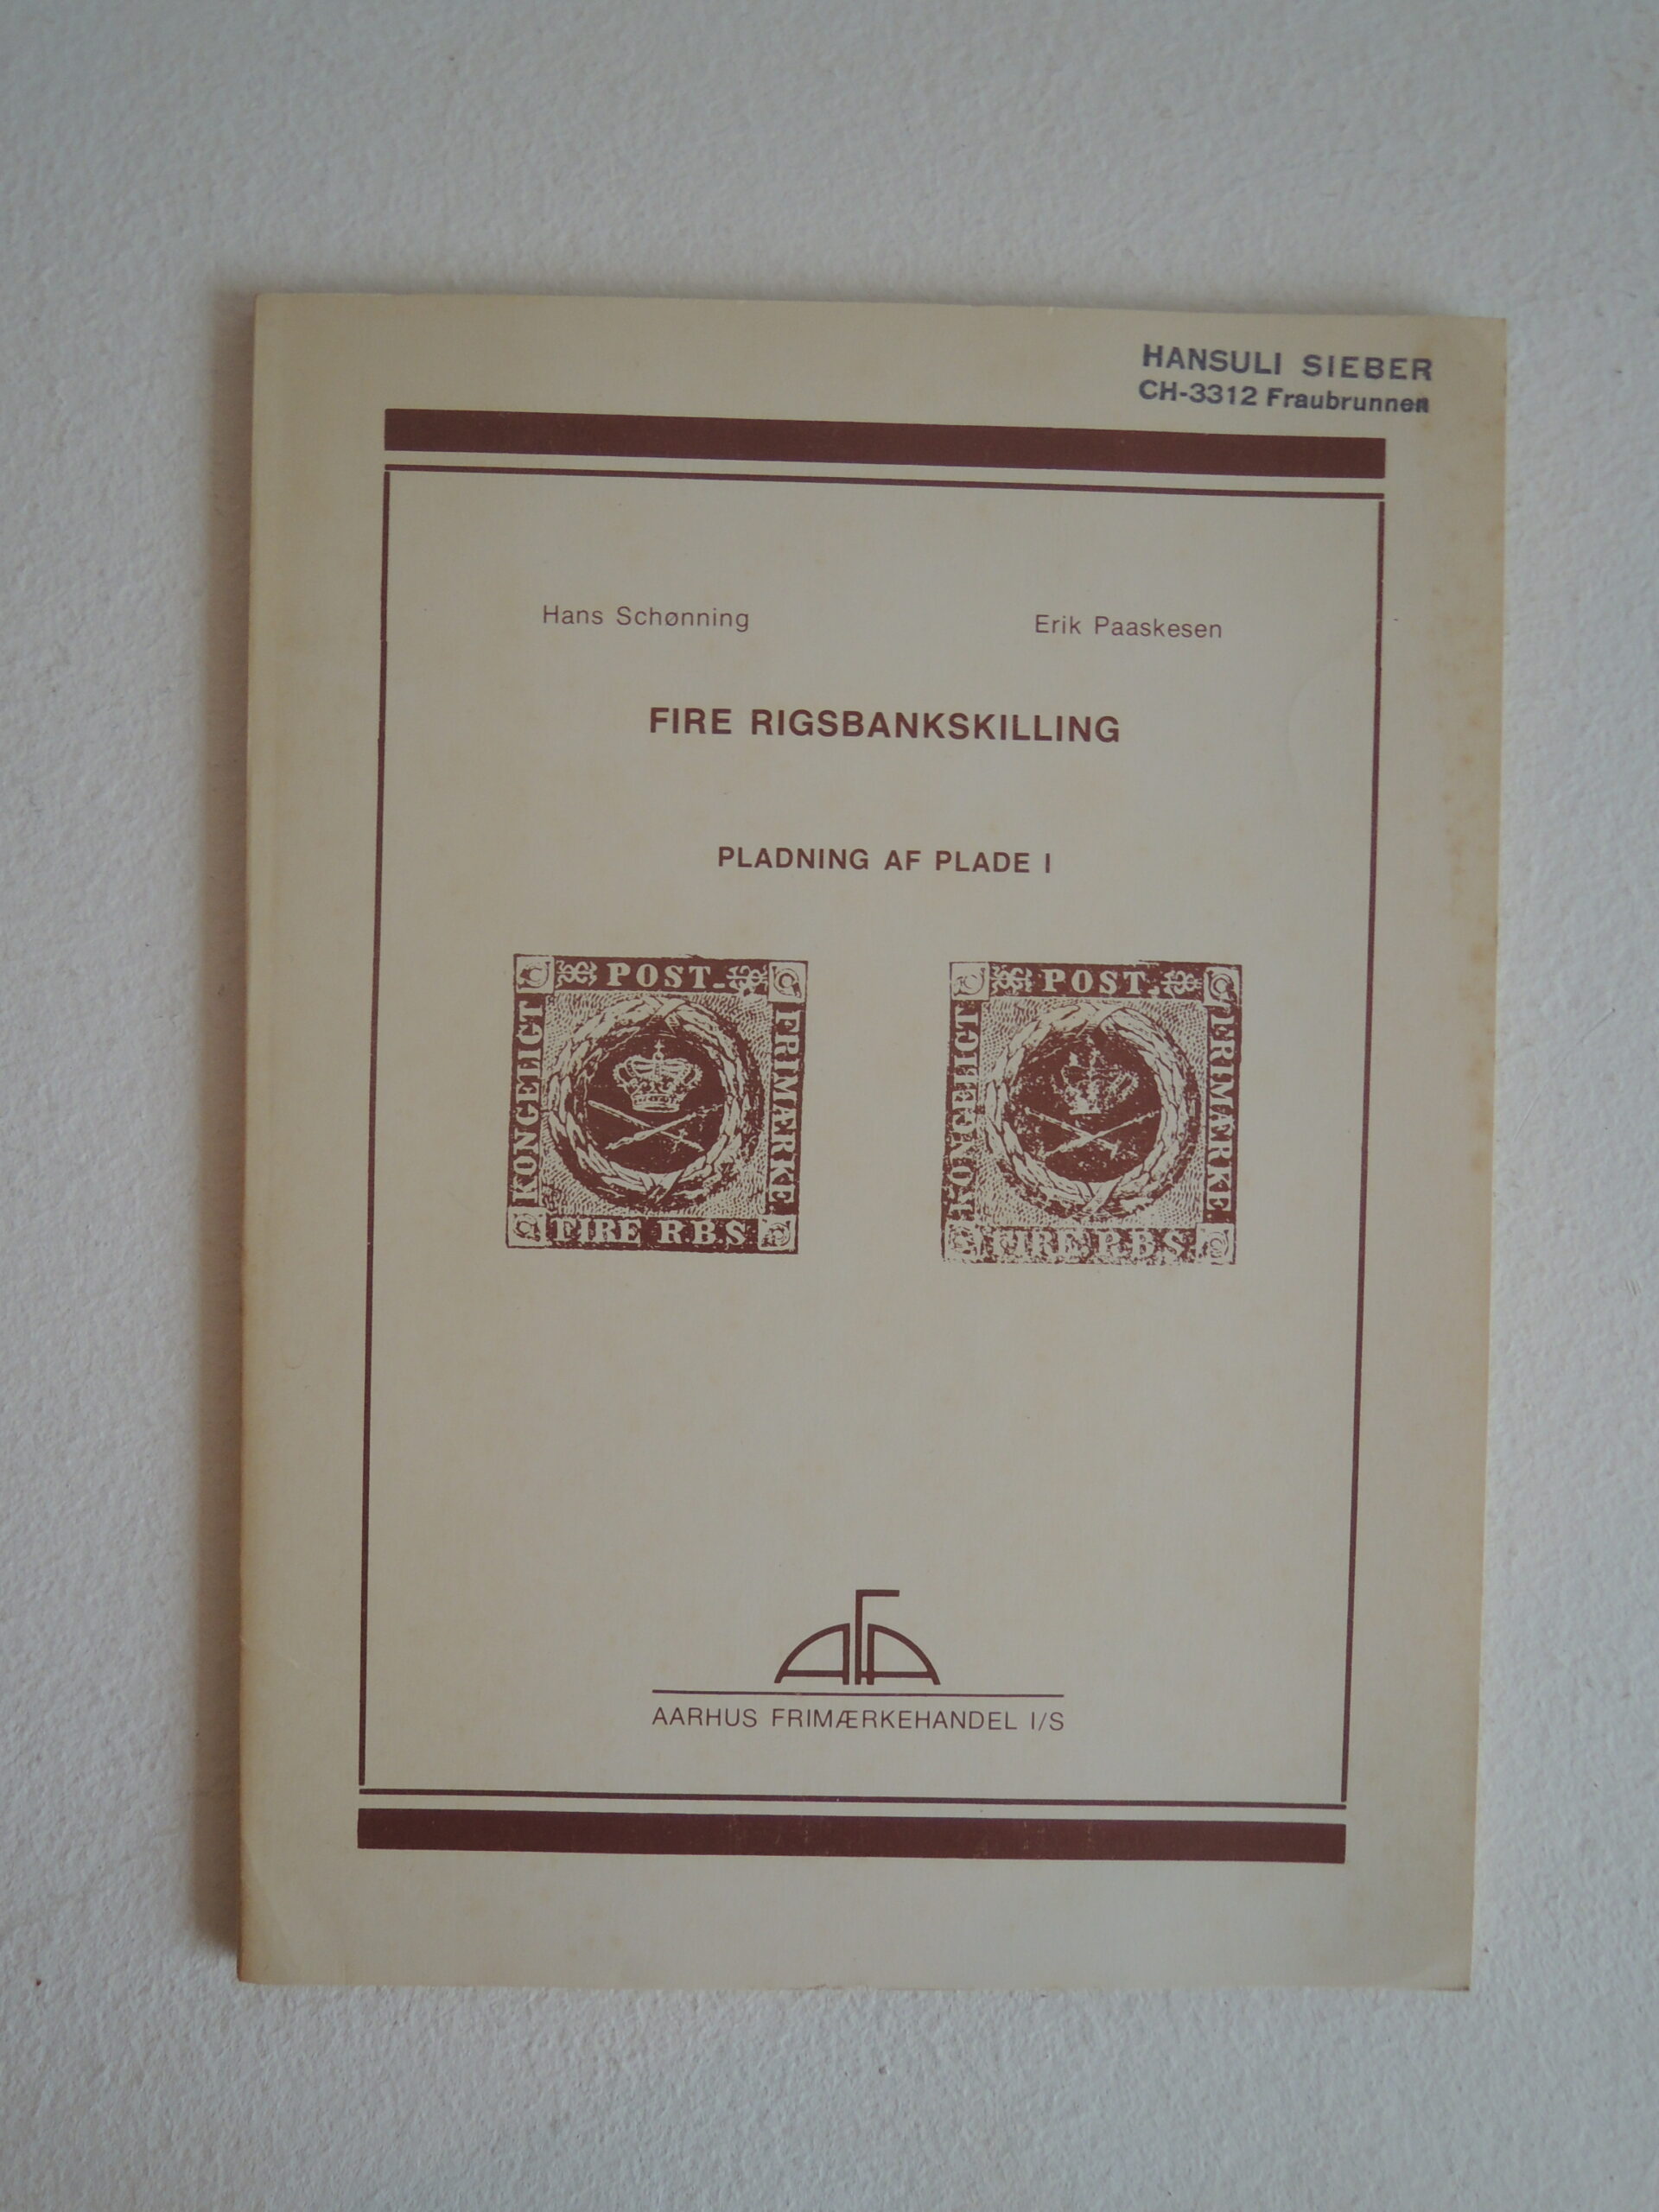 HANSULI SIEBER
CH-3312 Fraubrunnen
Hans Schønning Erik Paaskesen
FIRE RIGSBANKSKILLING
PLADNING AF PLADE I
POST.
KONGELIGT
FRIMÆRKE
FIRE R.B.S
POST.
KONGELIGT
FRIMÆRKE.
FIRE R.B.S.
AFA
AARHUS FRIMÆRKEHANDEL I/S